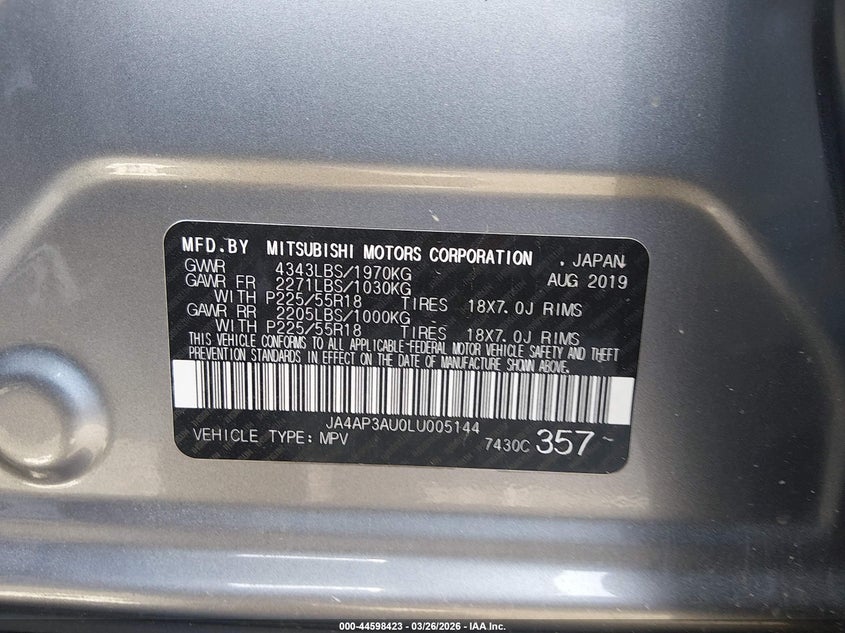 MFD.BY MITSUBISHI MOTORS CORPORATION . JAPAN
GVWR 4343LBS/1970KG AUG 2019
GAWR FR 2271LBS/1030KG
WITH P225/55R18 TIRES 18X7.0J RIMS
GAWR RR 2205LBS/1000KG
WITH P225/55R18 TIRES 18X7.0J RIMS
THIS VEHICLE CONFORMS TO ALL APPLICABLE FEDERAL MOTOR VEHICLE SAFETY AND THEFT
PREVENTION STANDARDS IN EFFECT ON THE DATE OF MANUFACTURE SHOWN ABOVE.
JA4AP3AU0LU005144
VEHICLE TYPE: MPV 7430C 357
000-44598423 - 03/26/2026 - IAA, Inc.